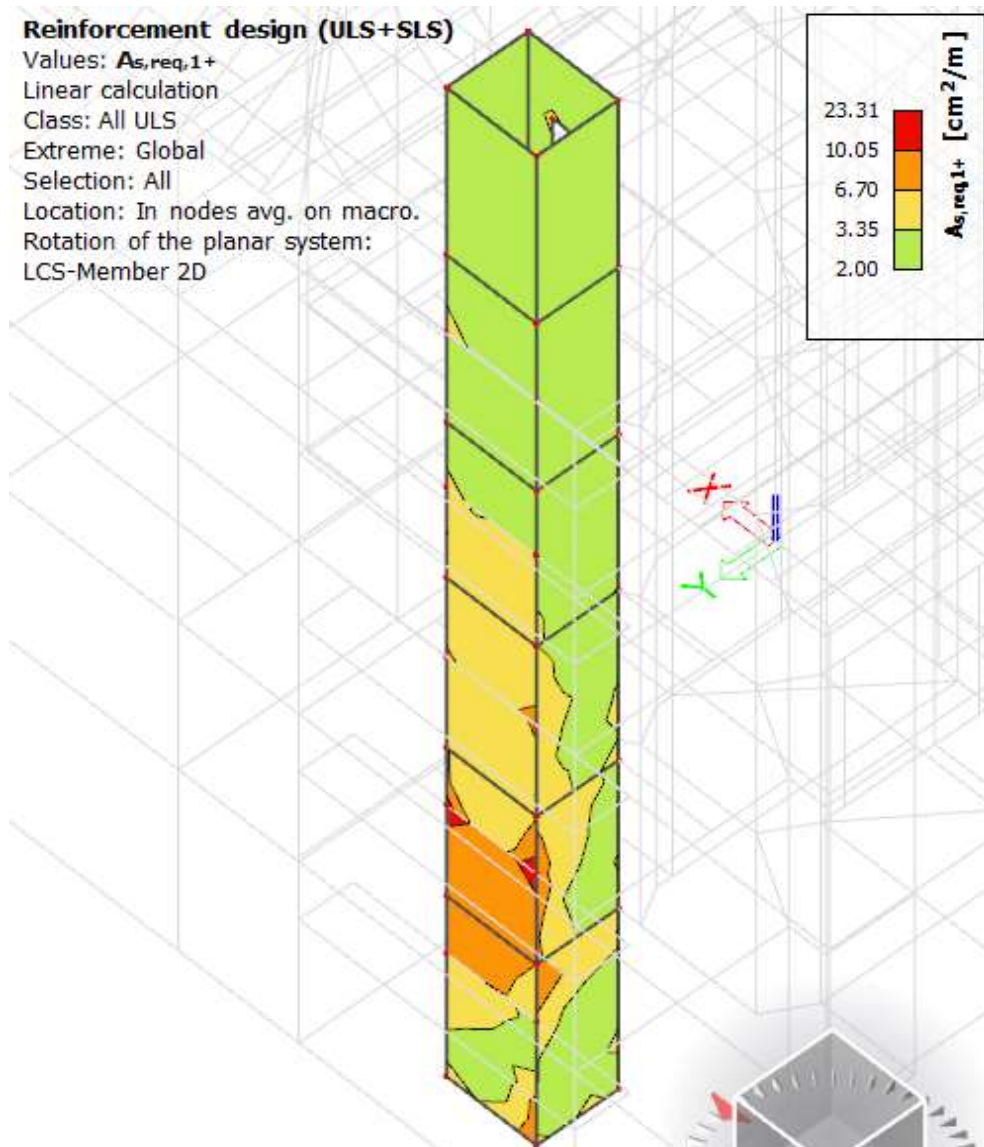 Reinforcement design (ULS+SLS)
Values: As,req,1+
Linear calculation
Class: All ULS
Extreme: Global
Selection: All
Location: In nodes avg. on macro.
Rotation of the planar system:
LCS-Member 2D
23.31
10.05
6.70
3.35
2.00
As,req,1+ [cm²/m]
X
Y